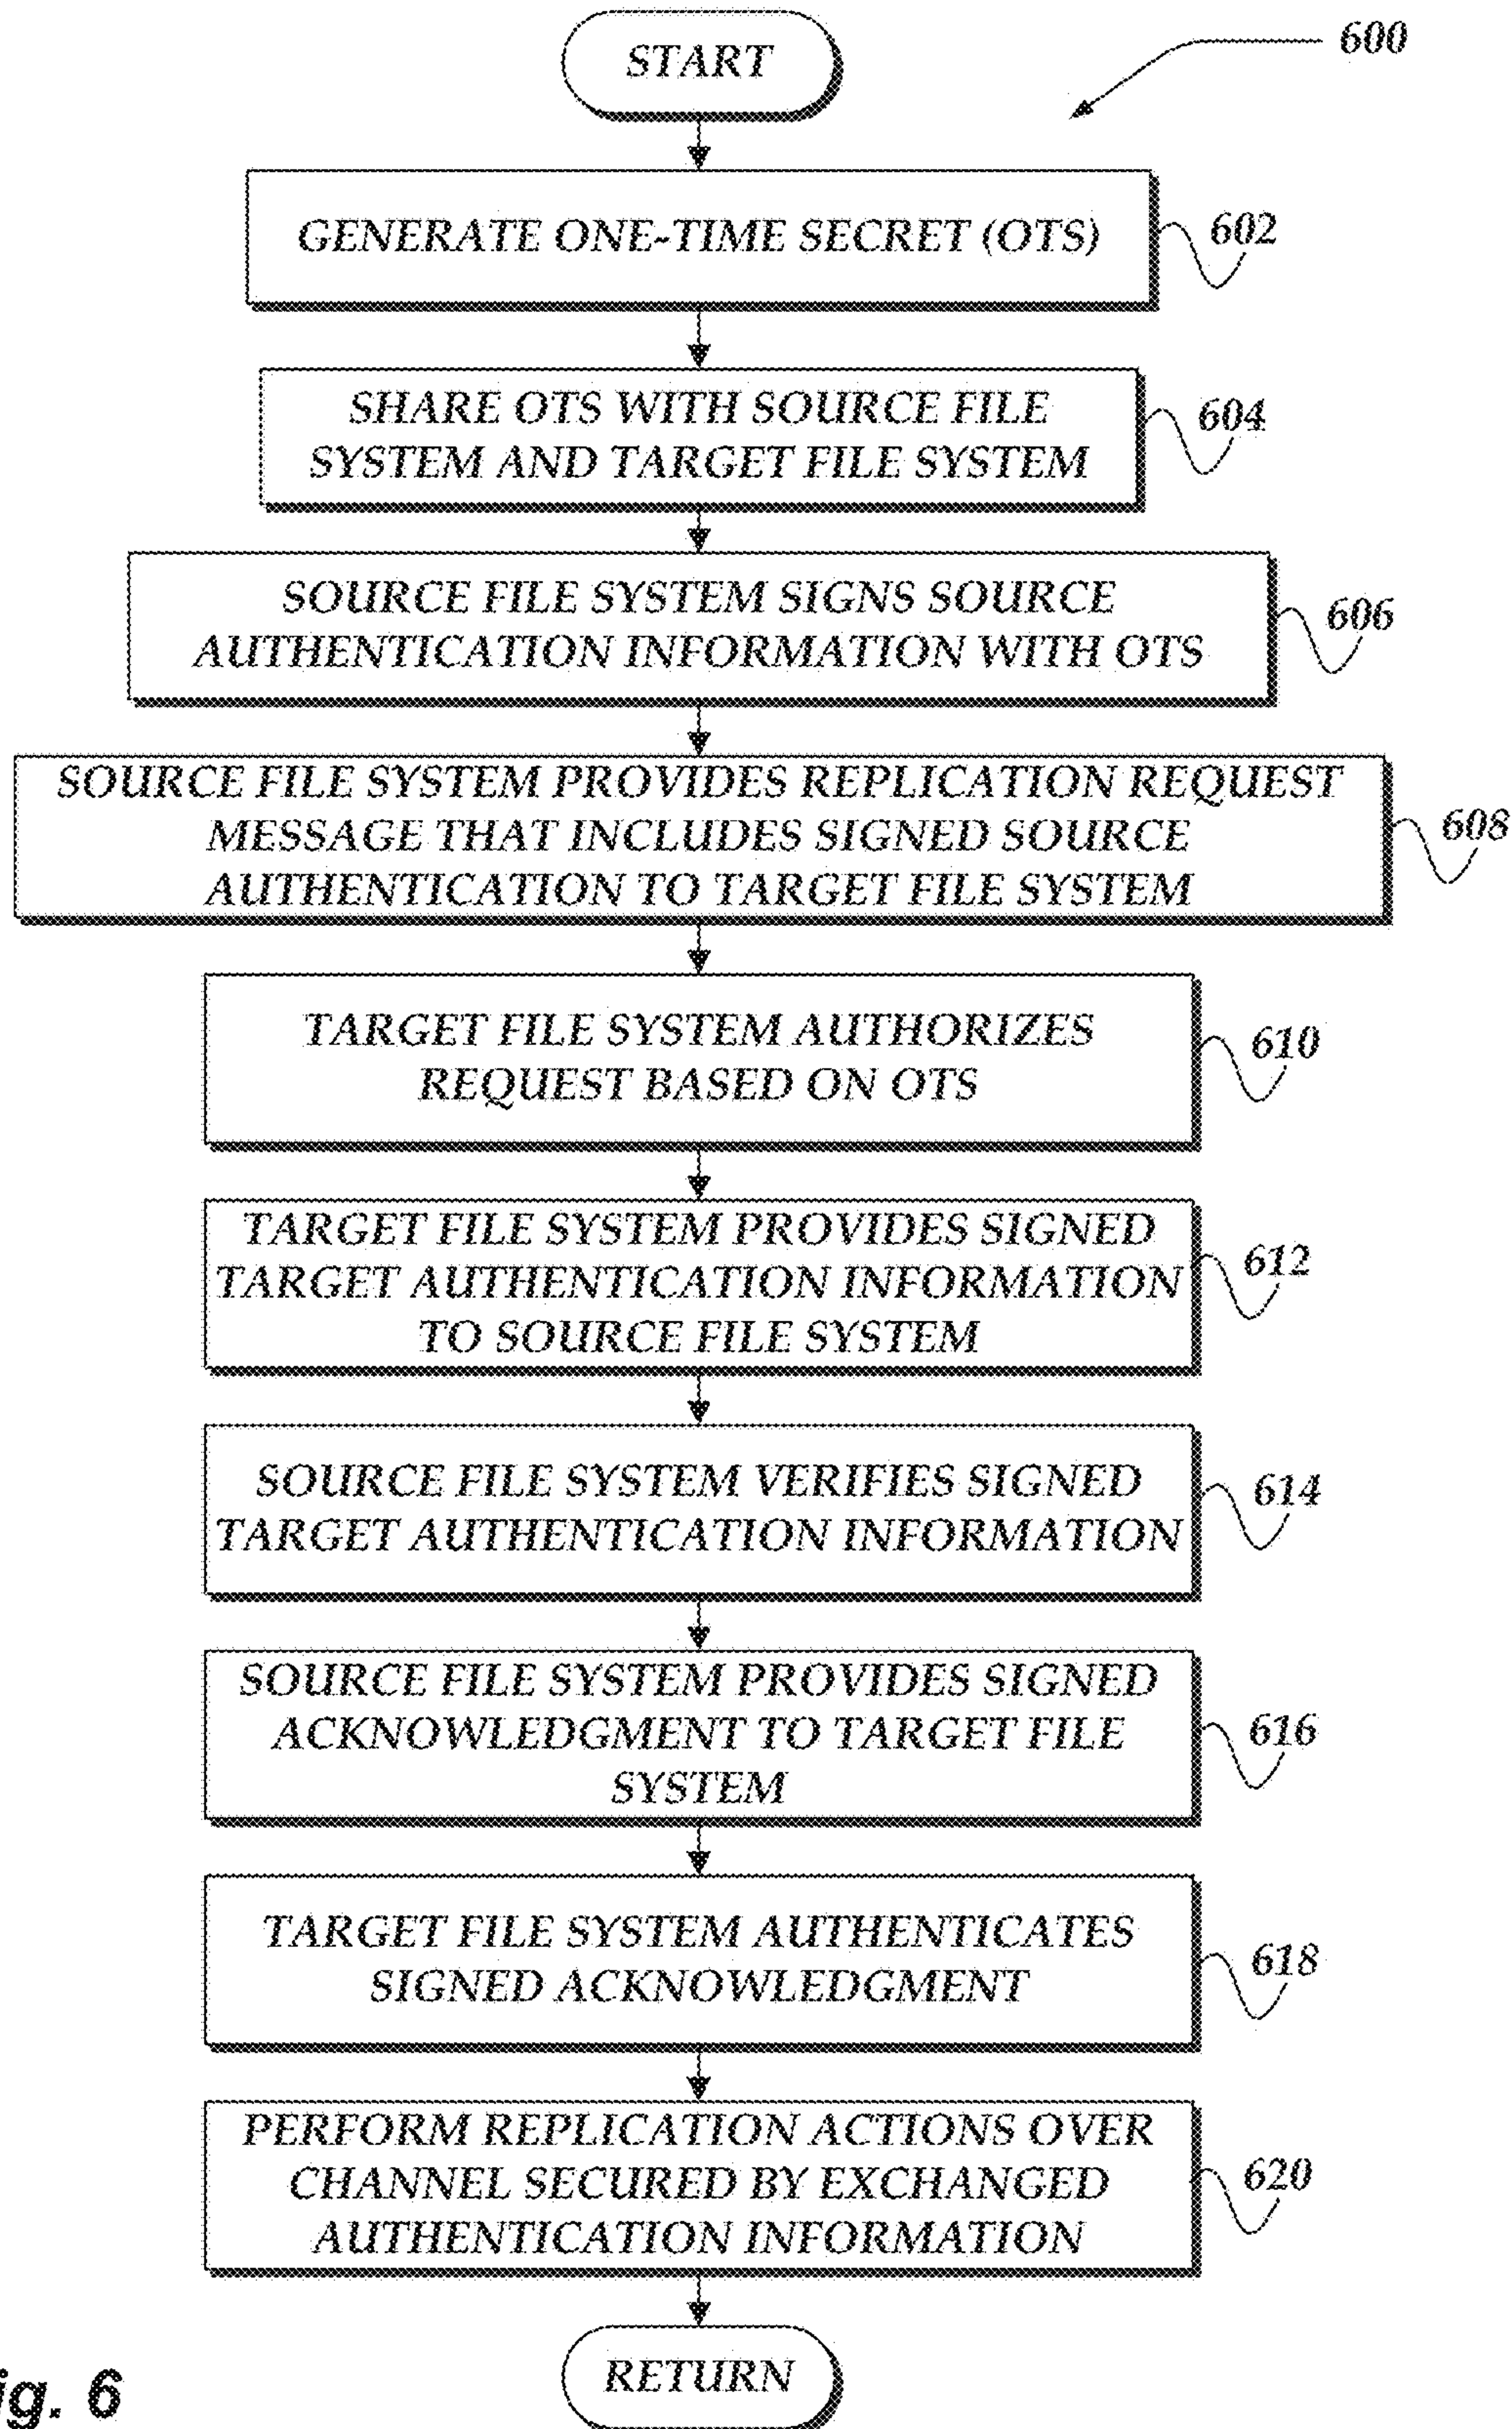 START
600
GENERATE ONE-TIME SECRET (OTS)
602
SHARE OTS WITH SOURCE FILE
SYSTEM AND TARGET FILE SYSTEM
604
SOURCE FILE SYSTEM SIGNS SOURCE
AUTHENTICATION INFORMATION WITH OTS
606
SOURCE FILE SYSTEM PROVIDES REPLICATION REQUEST
MESSAGE THAT INCLUDES SIGNED SOURCE
AUTHENTICATION TO TARGET FILE SYSTEM
608
TARGET FILE SYSTEM AUTHORIZES
REQUEST BASED ON OTS
610
TARGET FILE SYSTEM PROVIDES SIGNED
TARGET AUTHENTICATION INFORMATION
TO SOURCE FILE SYSTEM
612
SOURCE FILE SYSTEM VERIFIES SIGNED
TARGET AUTHENTICATION INFORMATION
614
SOURCE FILE SYSTEM PROVIDES SIGNED
ACKNOWLEDGMENT TO TARGET FILE
SYSTEM
616
TARGET FILE SYSTEM AUTHENTICATES
SIGNED ACKNOWLEDGMENT
618
PERFORM REPLICATION ACTIONS OVER
CHANNEL SECURED BY EXCHANGED
AUTHENTICATION INFORMATION
620
RETURN
ig. 6